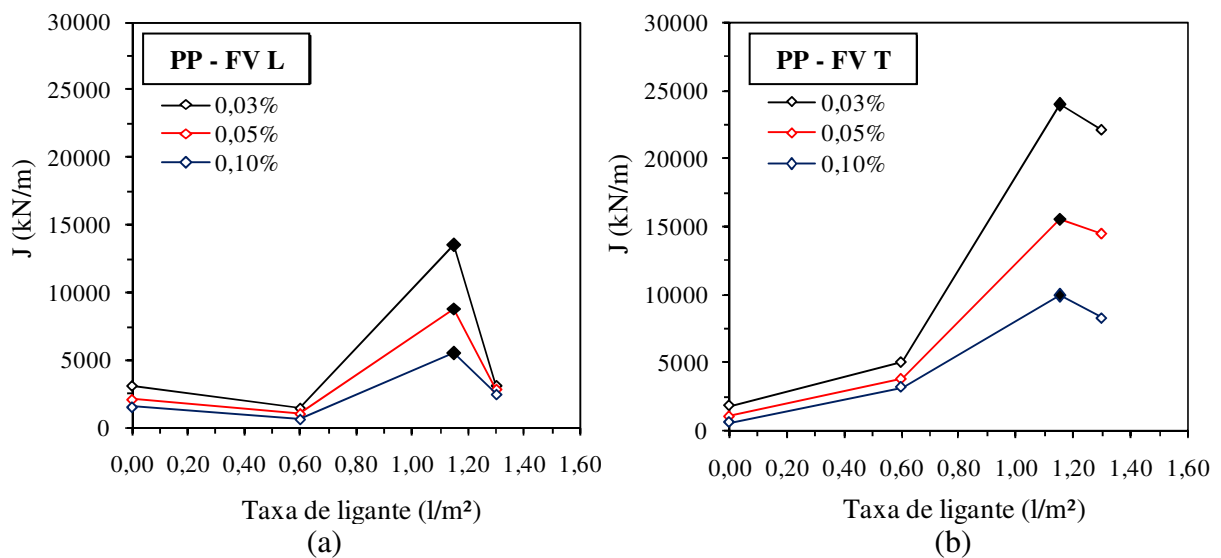 PP - FV L
0,03%
0,05%
0,10%
30000
25000
20000
15000
10000
5000
0
J (kN/m)
0,00 0,20 0,40 0,60 0,80 1,00 1,20 1,40 1,60
Taxa de ligante (l/m²)
(a)
PP - FV T
0,03%
0,05%
0,10%
30000
25000
20000
15000
10000
5000
0
J (kN/m)
0,00 0,20 0,40 0,60 0,80 1,00 1,20 1,40 1,60
Taxa de ligante (l/m²)
(b)